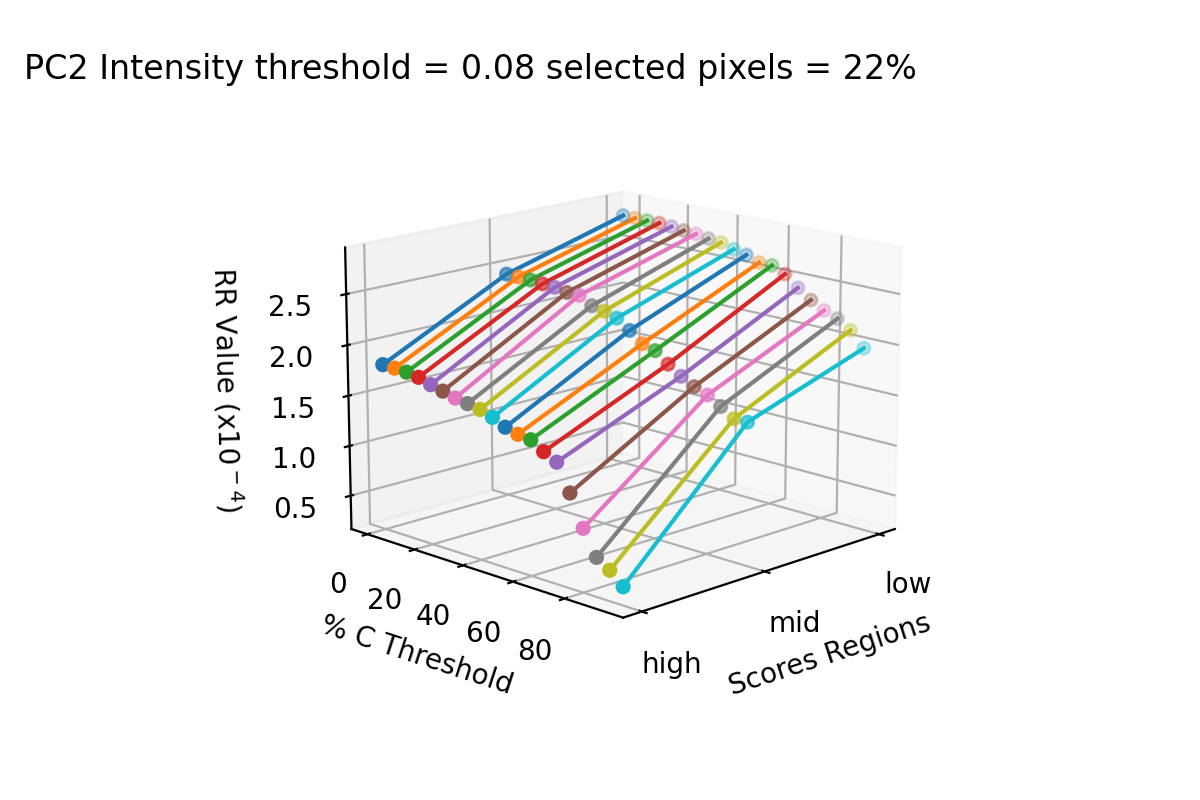 PC2 Intensity threshold = 0.08 selected pixels = 22%
RR Value (x10⁻⁴)
2.5
2.0
1.5
1.0
0.5
0
20
40
60
80
% C Threshold
high
mid
low
Scores Regions